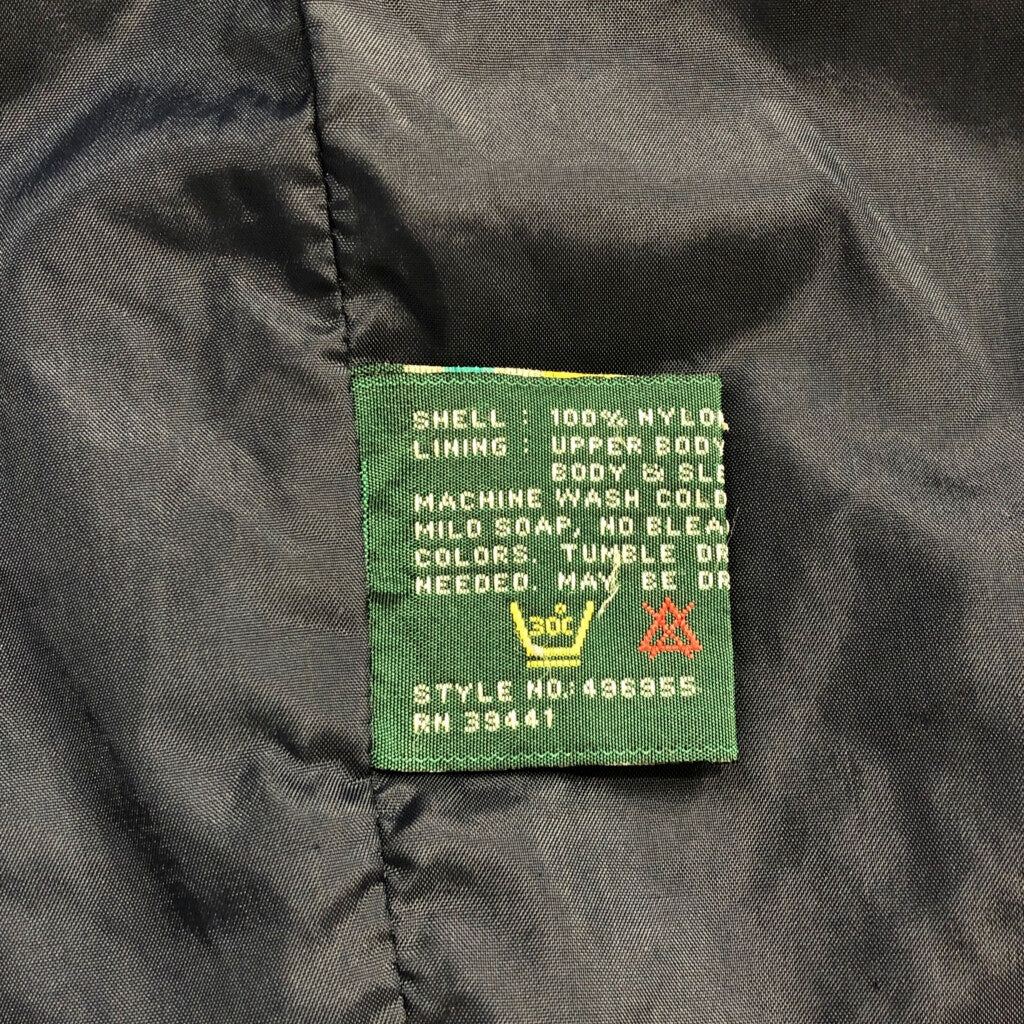 SHELL : 100% NYLO
LINING : UPPER BODY
BODY & SLE
MACHINE WASH COLD
MILD SOAP, NO BLEA
COLORS. TUMBLE DR
NEEDED. MAY BE DR
30C
STYLE NO.: 496955
RN 39441